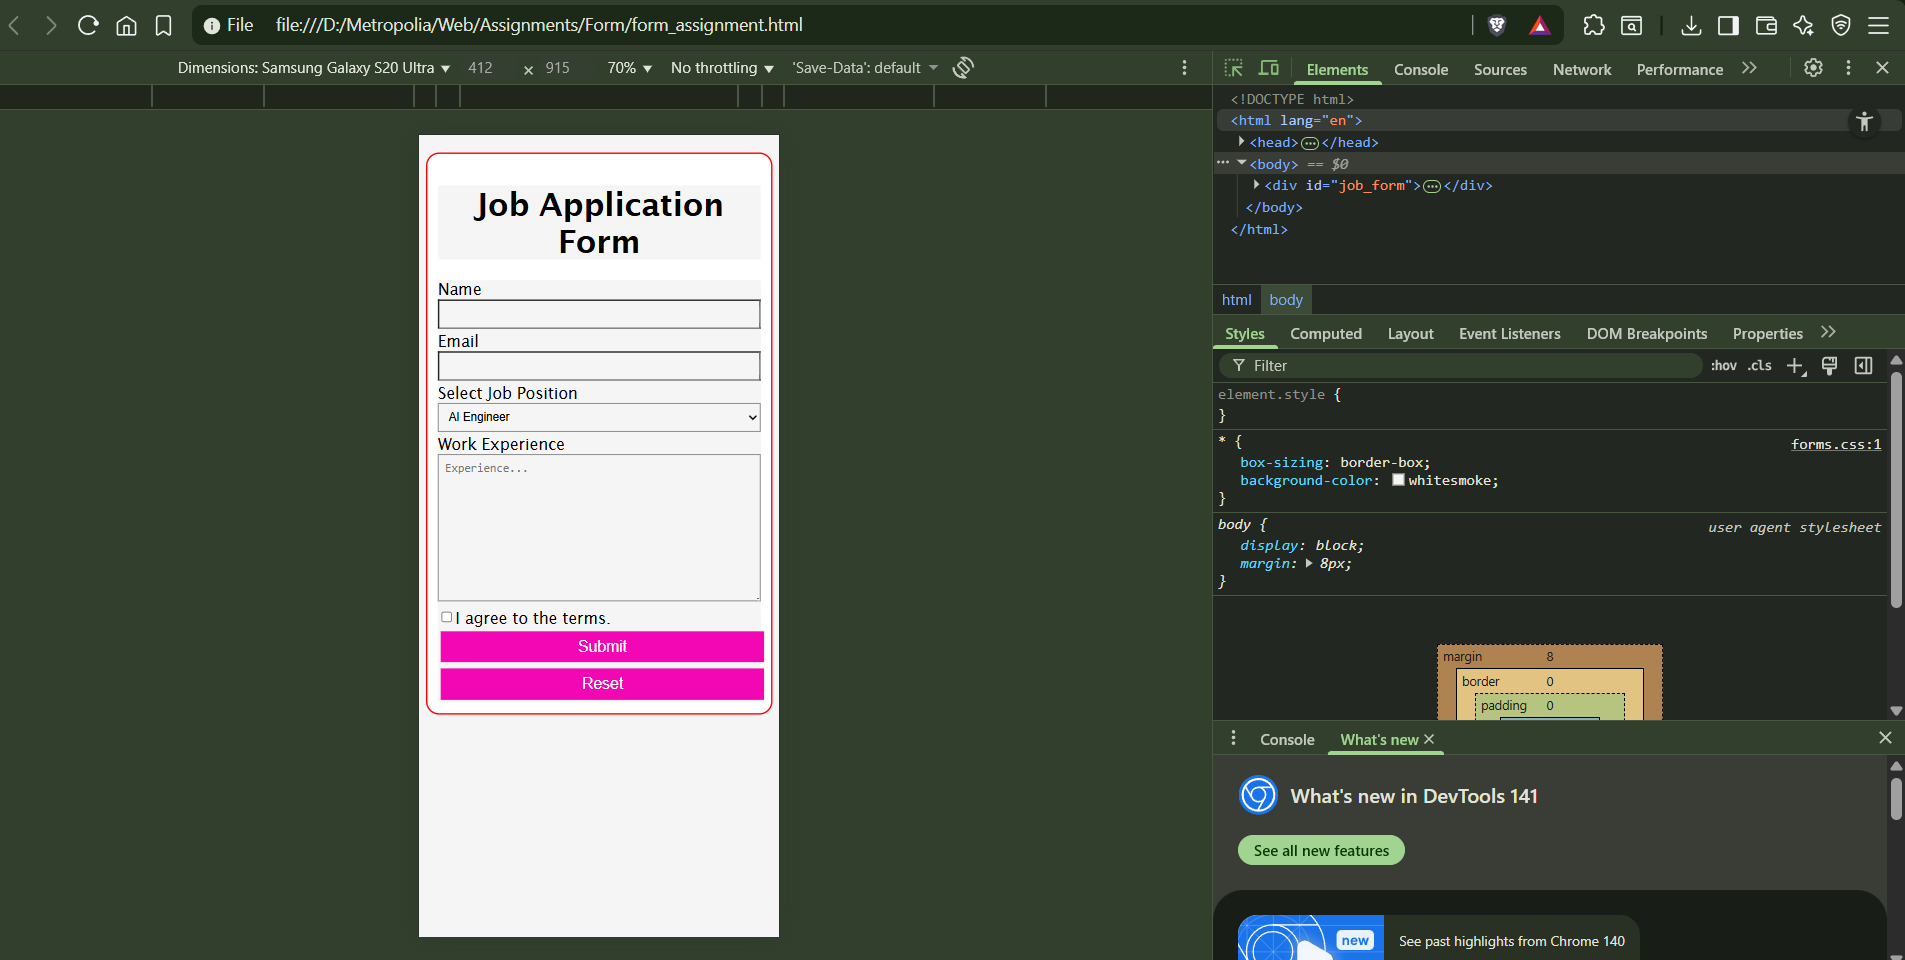 File file:///D:/Metropolia/Web/Assignments/Form/form_assignment.html
Dimensions: Samsung Galaxy S20 Ultra ▼ 412 × 915 70% ▼ No throttling ▼ 'Save-Data': default ▼
Elements Console Sources Network Performance
<!DOCTYPE html>
<html lang="en">
<head>…</head>
<body> == $0
<div id="job_form">…</div>
</body>
</html>
html body
Styles Computed Layout Event Listeners DOM Breakpoints Properties
Filter :hov .cls
element.style {
}
* { forms.css:1
box-sizing: border-box;
background-color: whitesmoke;
}
body { user agent stylesheet
display: block;
margin: 8px;
}
margin 8
border 0
padding 0
Console What's new
What's new in DevTools 141
See all new features
new
See past highlights from Chrome 140
Job Application
Form
Name
Email
Select Job Position
AI Engineer
Work Experience
Experience...
I agree to the terms.
Submit
Reset